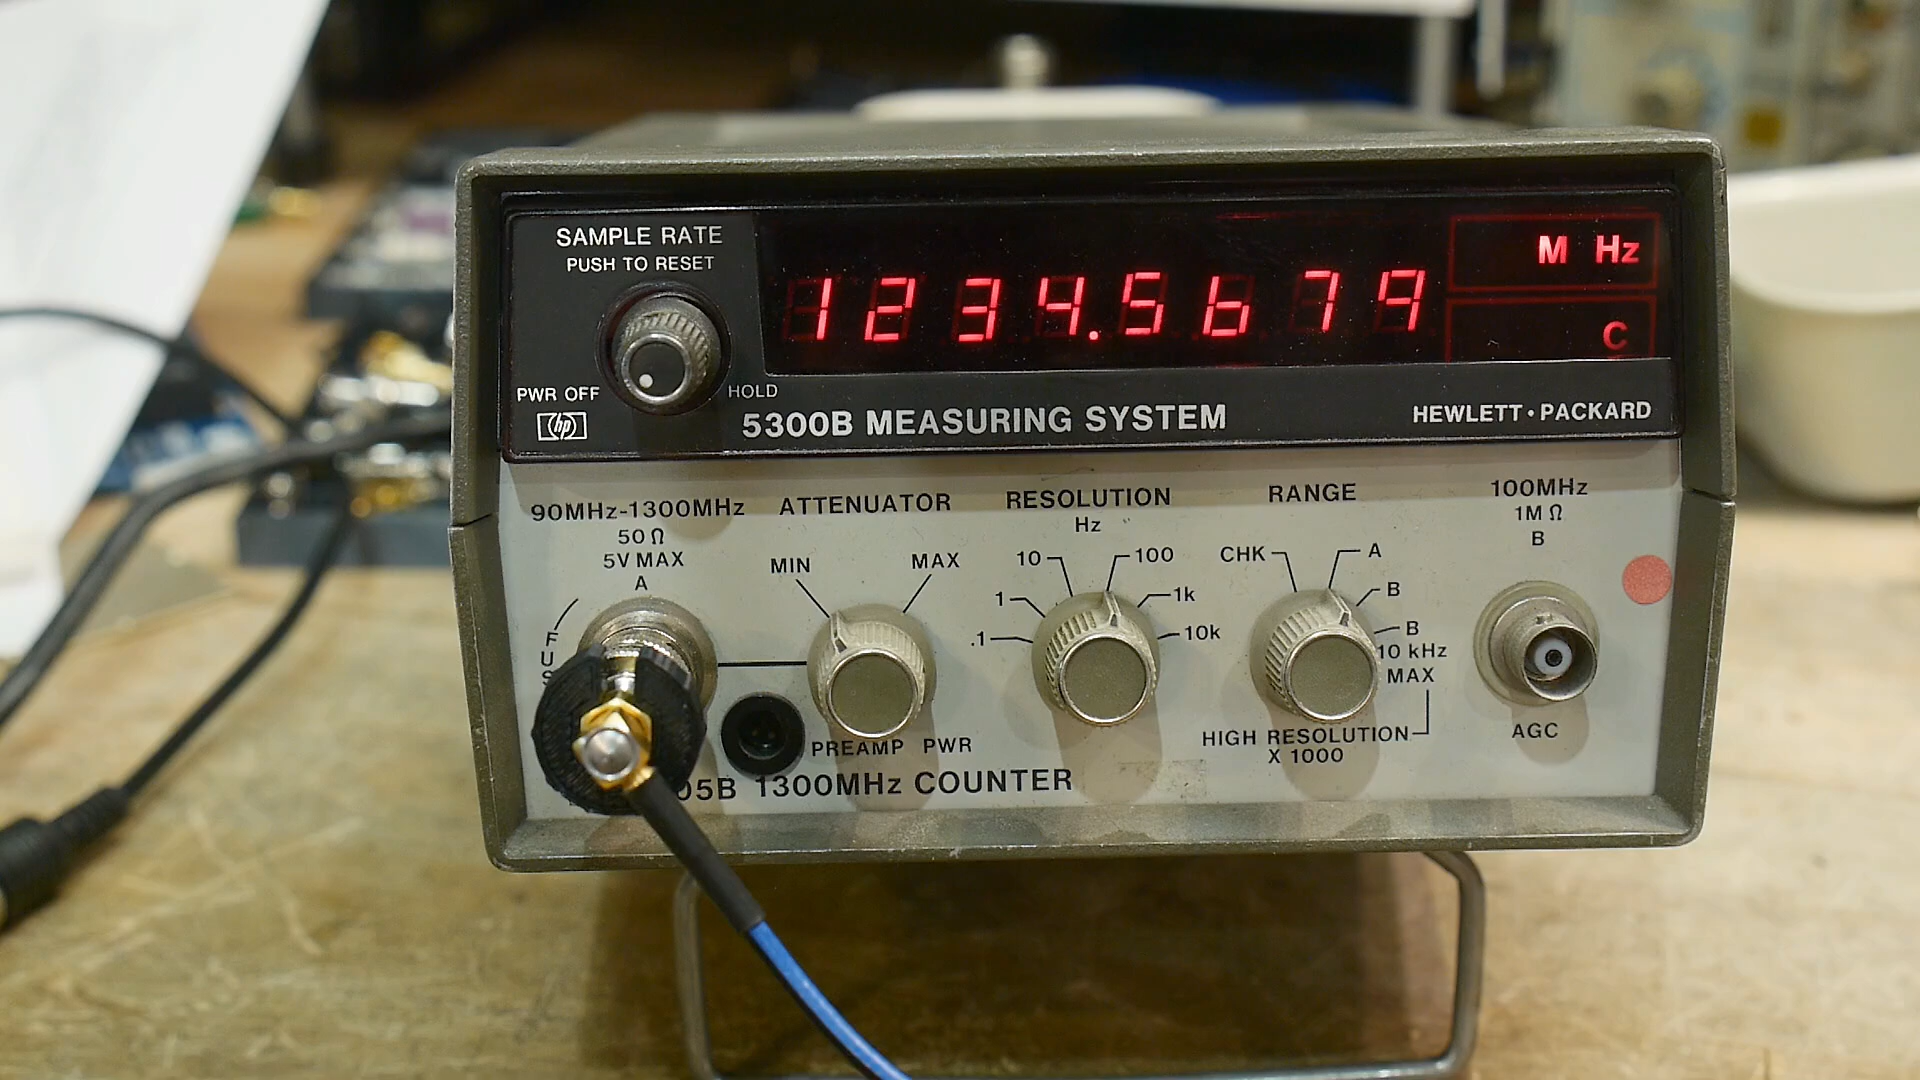 SAMPLE RATE
PUSH TO RESET
PWR OFF
HOLD
hp
1234.5679
M Hz
C
5300B MEASURING SYSTEM
HEWLETT • PACKARD
90MHz-1300MHz
50 Ω
5V MAX
A
ATTENUATOR
MIN
MAX
RESOLUTION
Hz
.1
1
10
100
1k
10k
RANGE
CHK
A
B
B
10 kHz
MAX
HIGH RESOLUTION
X 1000
100MHz
1M Ω
B
AGC
PREAMP PWR
05B 1300MHz COUNTER